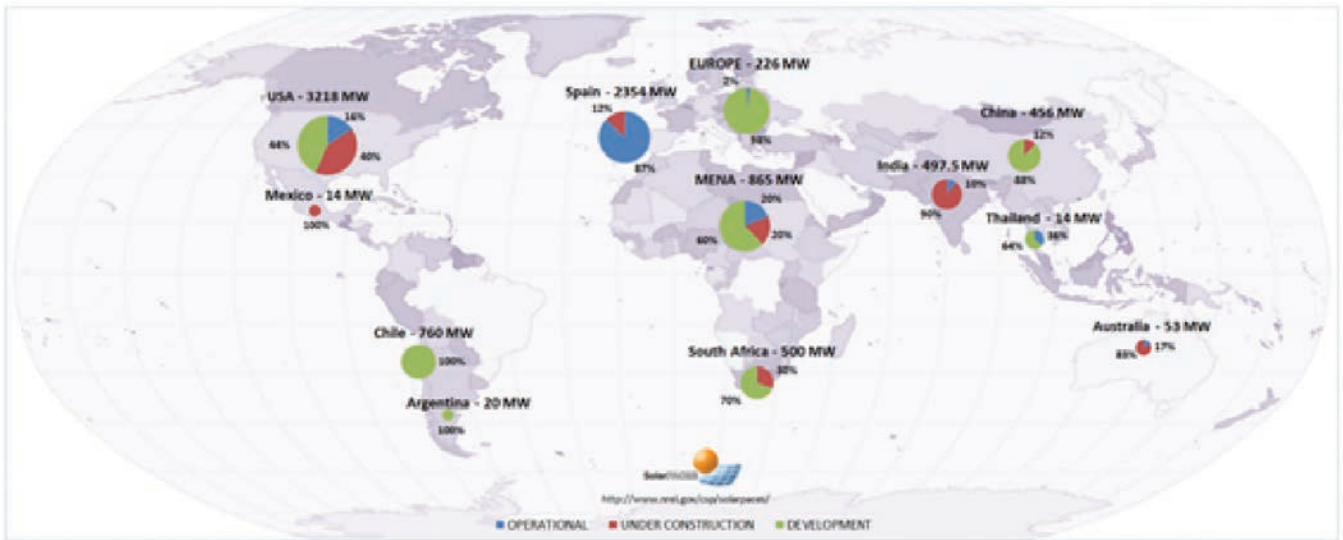 EUROPE - 226 MW
2%
98%
USA - 3218 MW
16%
44%
40%
Spain - 2354 MW
12%
87%
China - 456 MW
12%
88%
India - 497.5 MW
10%
90%
MENA - 865 MW
20%
60%
20%
Mexico - 14 MW
100%
Thailand - 14 MW
36%
64%
Chile - 760 MW
100%
Australia - 53 MW
83%
17%
South Africa - 500 MW
30%
70%
Argentina - 20 MW
100%
SolarPACES
http://www.nrel.gov/csp/solarpaces/
OPERATIONAL UNDER CONSTRUCTION DEVELOPMENT